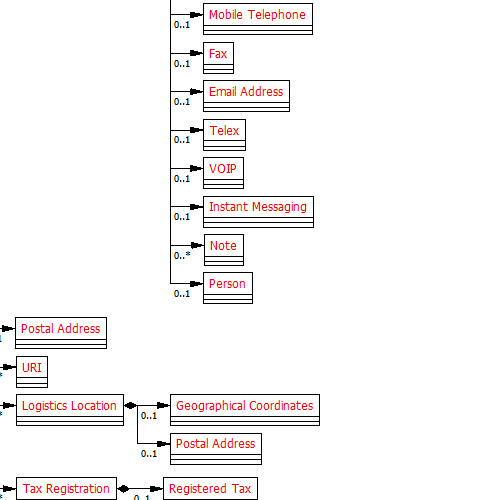 Mobile Telephone
0..1
Fax
0..1
Email Address
0..1
Telex
0..1
VOIP
0..1
Instant Messaging
0..1
Note
0..*
Person
0..1
Postal Address
URI
*
Logistics Location
*
Geographical Coordinates
0..1
Postal Address
0..1
Tax Registration
*
Registered Tax
0..1